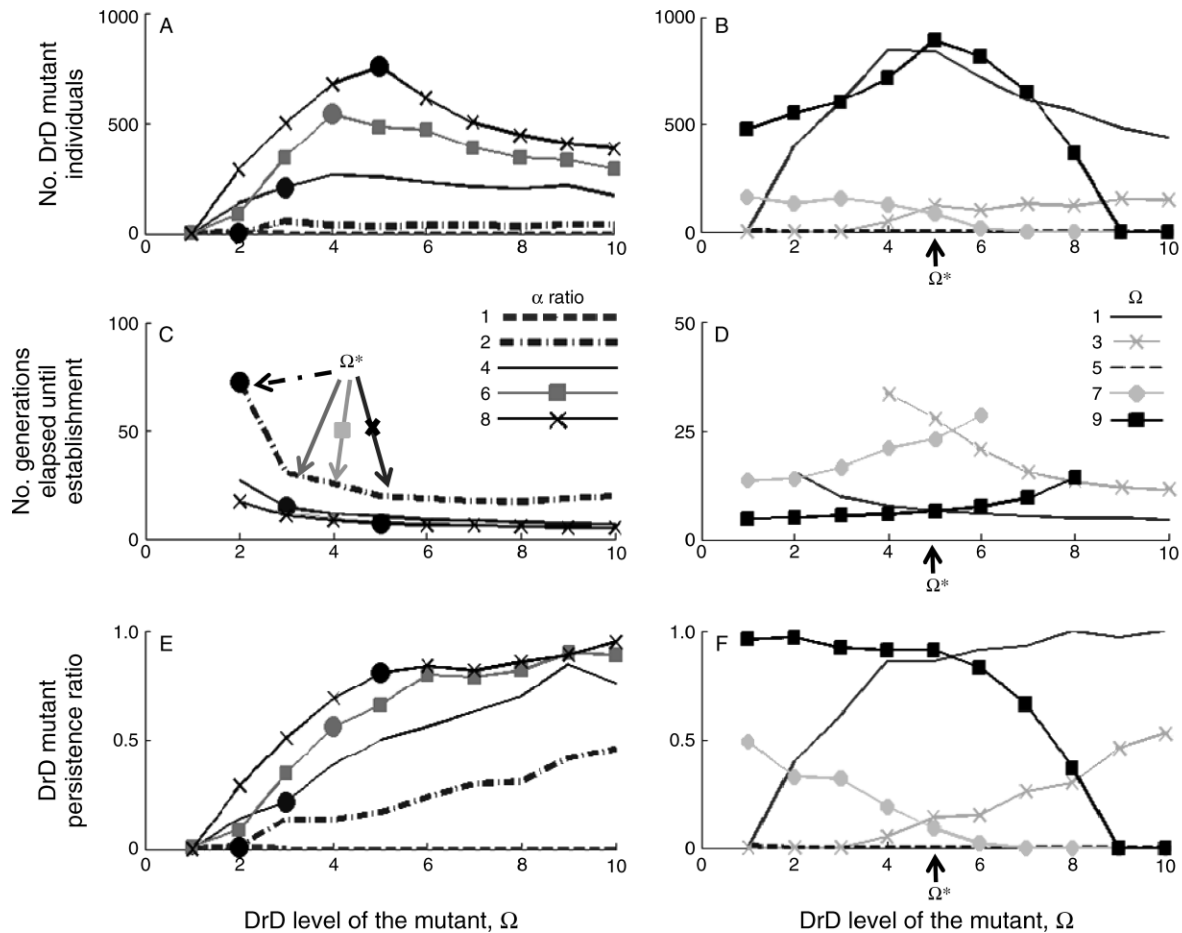 No. DrD mutant
individuals
A
1000
500
0
0 2 4 6 8 10
B
1000
500
0
0 2 4 6 8 10
Ω*
No. generations
elapsed until
establishment
C
100
50
0
0 2 4 6 8 10
Ω*
α ratio
1
2
4
6
8
D
50
25
0
0 2 4 6 8 10
Ω*
Ω
1
3
5
7
9
DrD mutant
persistence ratio
E
1.0
0.5
0
0 2 4 6 8 10
DrD level of the mutant, Ω
F
1.0
0.5
0
0 2 4 6 8 10
Ω*
DrD level of the mutant, Ω